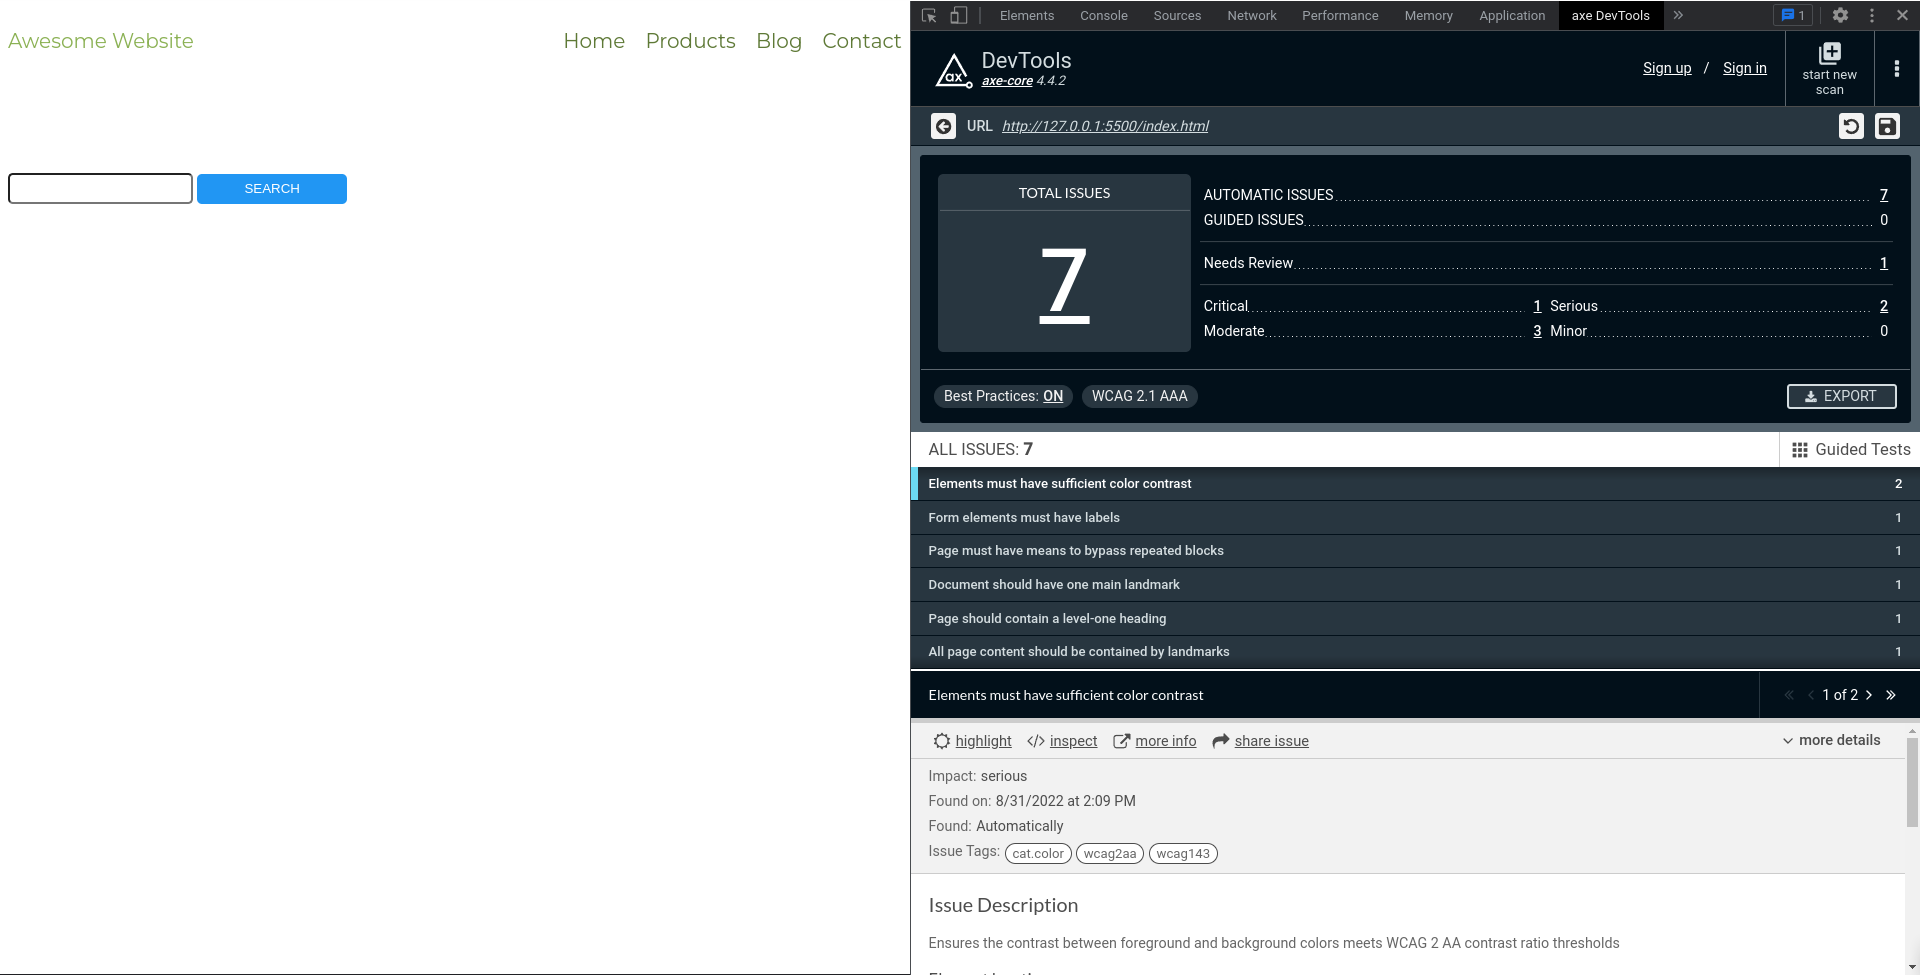 Awesome Website
Home Products Blog Contact
SEARCH
Elements Console Sources Network Performance Memory Application axe DevTools 1
ax
DevTools
axe-core 4.4.2
Sign up / Sign in
start new
scan
URL http://127.0.0.1:5500/index.html
TOTAL ISSUES
7
AUTOMATIC ISSUES 7
GUIDED ISSUES 0
Needs Review 1
Critical 1 Serious 2
Moderate 3 Minor 0
Best Practices: ON WCAG 2.1 AAA EXPORT
ALL ISSUES: 7 Guided Tests
Elements must have sufficient color contrast 2
Form elements must have labels 1
Page must have means to bypass repeated blocks 1
Document should have one main landmark 1
Page should contain a level-one heading 1
All page content should be contained by landmarks 1
Elements must have sufficient color contrast 1 of 2
highlight inspect more info share issue more details
Impact: serious
Found on: 8/31/2022 at 2:09 PM
Found: Automatically
Issue Tags: cat.color wcag2aa wcag143
Issue Description
Ensures the contrast between foreground and background colors meets WCAG 2 AA contrast ratio thresholds